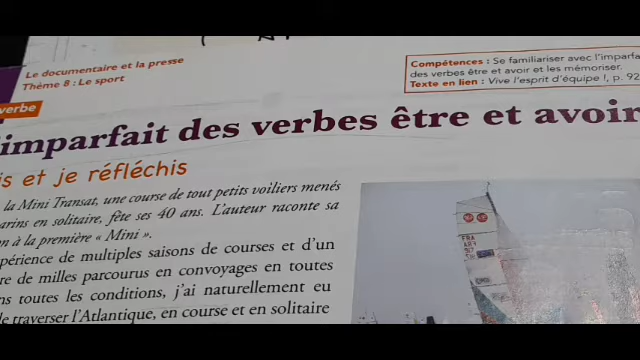 Le documentaire et la presse
Thème 8 : Le sport
Compétences : Se familiariser avec l'imparfa
des verbes être et avoir et les mémoriser.
Texte en lien : Vive l'esprit d'équipe !, p. 92
verbe
imparfait des verbes être et avoir
is et je réfléchis
la Mini Transat, une course de tout petits voiliers menés
arins en solitaire, fête ses 40 ans. L'auteur raconte sa
n à la première « Mini ».
périence de multiples saisons de courses et d'un
re de milles parcourus en convoyages en toutes
ns toutes les conditions, j'ai naturellement eu
le traverser l'Atlantique, en course et en solitaire
FRA